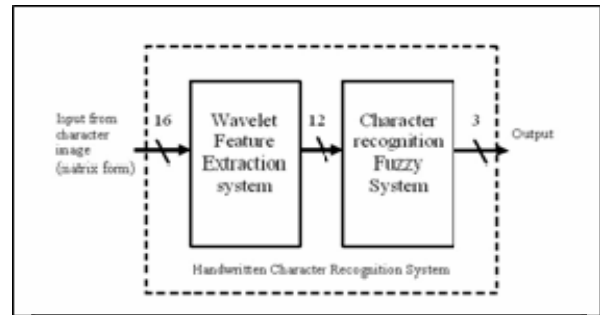 Input from
character
image
(matrix form)
16
Wavelet
Feature
Extraction
system
12
Character
recognition
Fuzzy
System
3
Output
Handwritten Character Recognition System